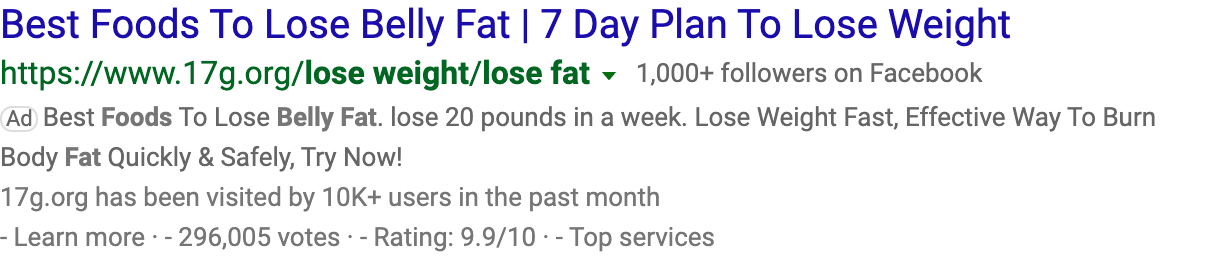 Best Foods To Lose Belly Fat | 7 Day Plan To Lose Weight
https://www.17g.org/lose weight/lose fat ▾ 1,000+ followers on Facebook
Ad Best Foods To Lose Belly Fat. lose 20 pounds in a week. Lose Weight Fast, Effective Way To Burn
Body Fat Quickly & Safely, Try Now!
17g.org has been visited by 10K+ users in the past month
- Learn more · - 296,005 votes · - Rating: 9.9/10 · - Top services